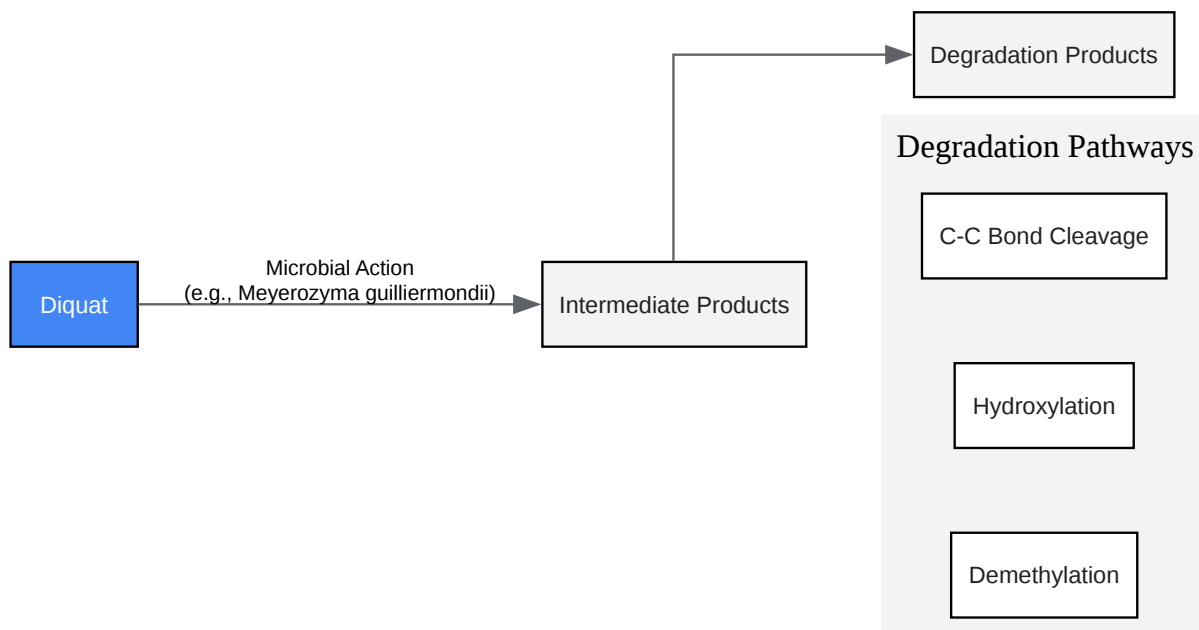 Degradation Products
Degradation Pathways
C-C Bond Cleavage
Microbial Action
(e.g., Meyerozyma guilliermondii)
Diquat
Intermediate Products
Hydroxylation
Demethylation